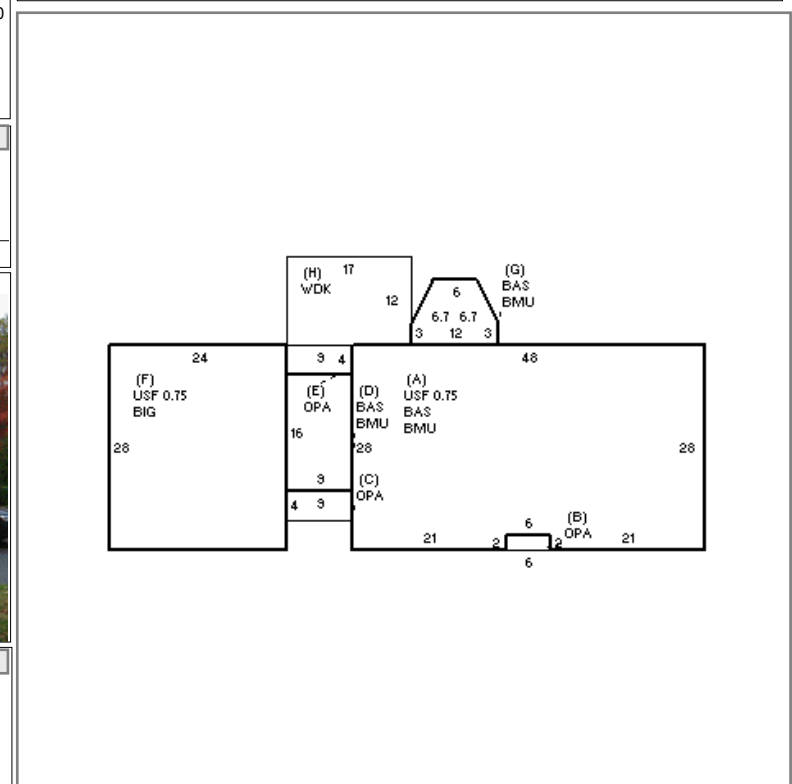 (H)
WDK
17
12
(G)
BAS
BMU
6
6.7 6.7
3 12 3
24
9 4
48
(F)
USF 0.75
BIG
(E)
OPA
(D)
BAS
BMU
(A)
USF 0.75
BAS
BMU
16
28
28
28
9
(C)
OPA
4 9
6
(B)
OPA
21
2
2
21
6